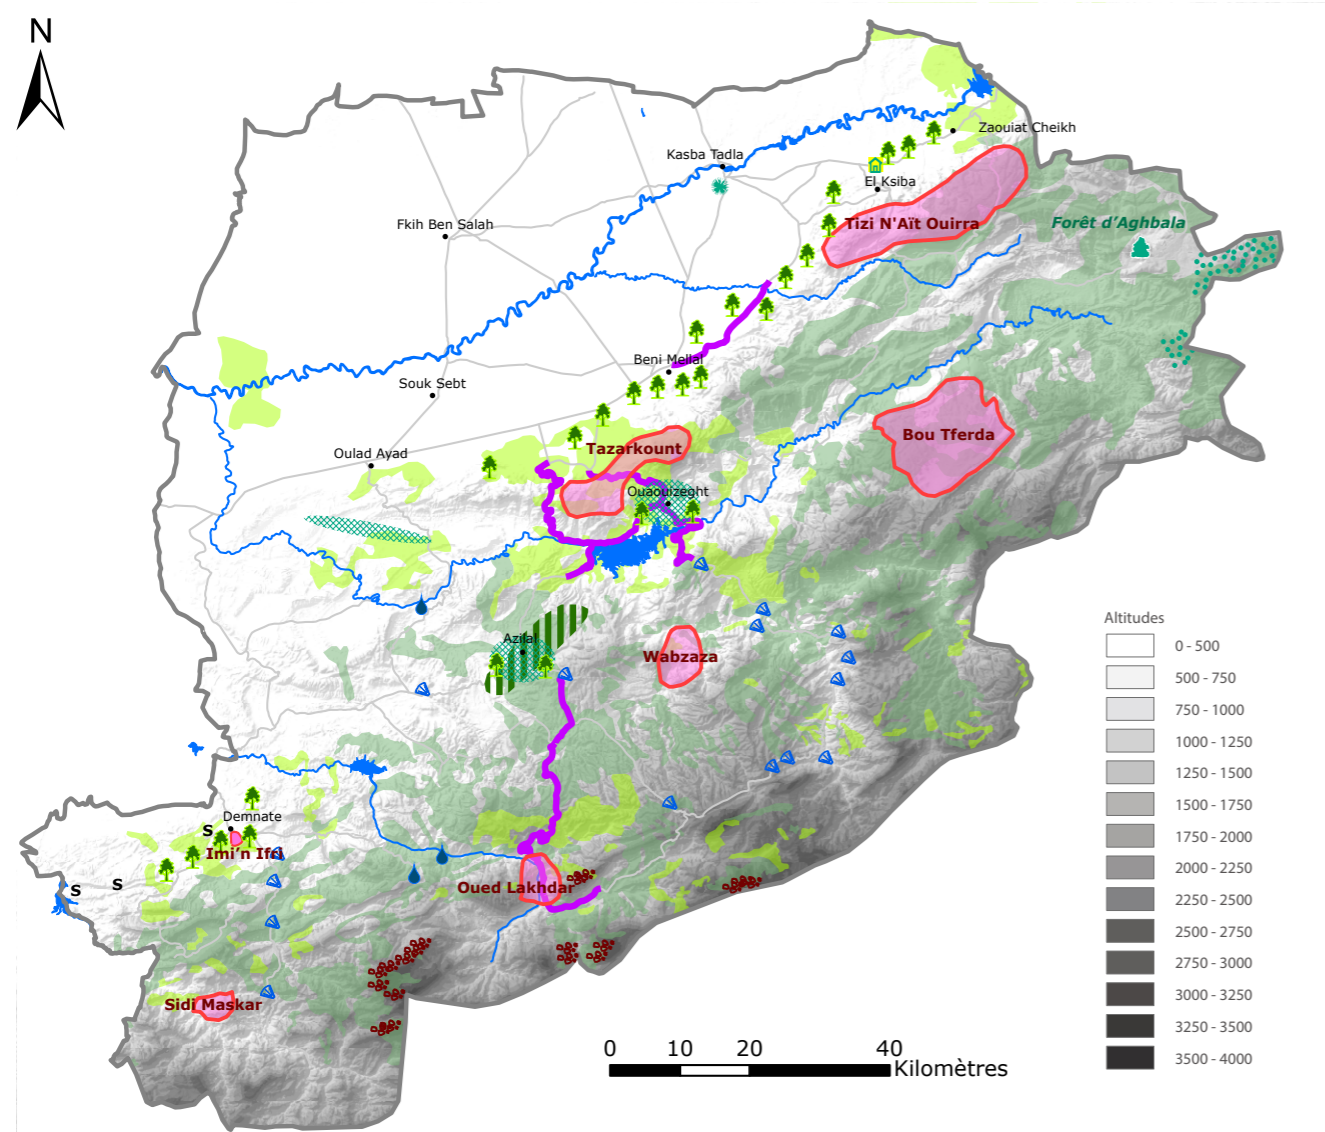 N
Zaouiat Cheikh
Kasba Tadla
El Ksiba
Fkih Ben Salah
Tizi N'Aït Ouirra
Forêt d'Aghbala
Beni Mellal
Souk Sebt
Bou Tferda
Tazarkount
Oulad Ayad
Ouaouizeght
Altitudes
0 - 500
500 - 750
750 - 1000
1000 - 1250
1250 - 1500
1500 - 1750
1750 - 2000
2000 - 2250
2250 - 2500
2500 - 2750
2750 - 3000
3000 - 3250
3250 - 3500
3500 - 4000
Azilal
Wabzaza
Demnate
S
Imi'n Ifri
S
S
Oued Lakhdar
Sidi Maskar
0 10 20 40
Kilomètres